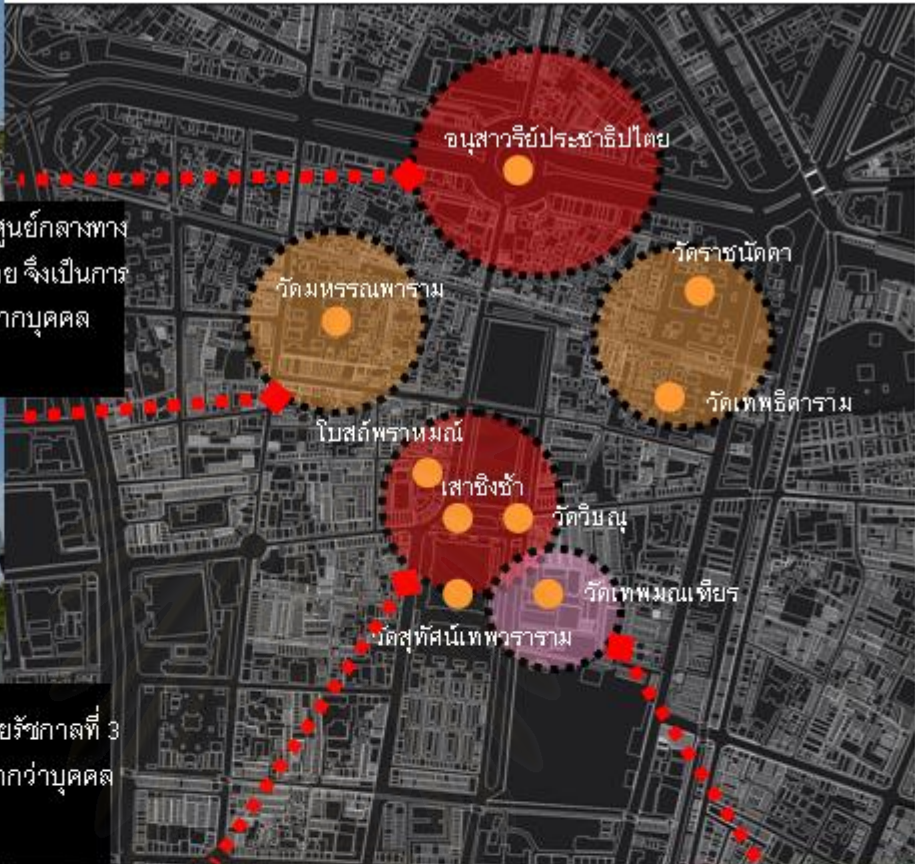 อนุสาวรีย์ประชาธิปไตย
วัดราชนัดดา
วัดมหรรณพาราม
วัดเทพธิดาราม
โบสถ์พราหมณ์
เสาชิงช้า
วัดวิษณุ
วัดเทพมณเฑียร
วัดสุทัศน์เทพวราราม
ศูนย์กลางทาง
จึงเป็นการ
ากบุคคล
ยรัชกาลที่ 3
ากว่าบุคคล